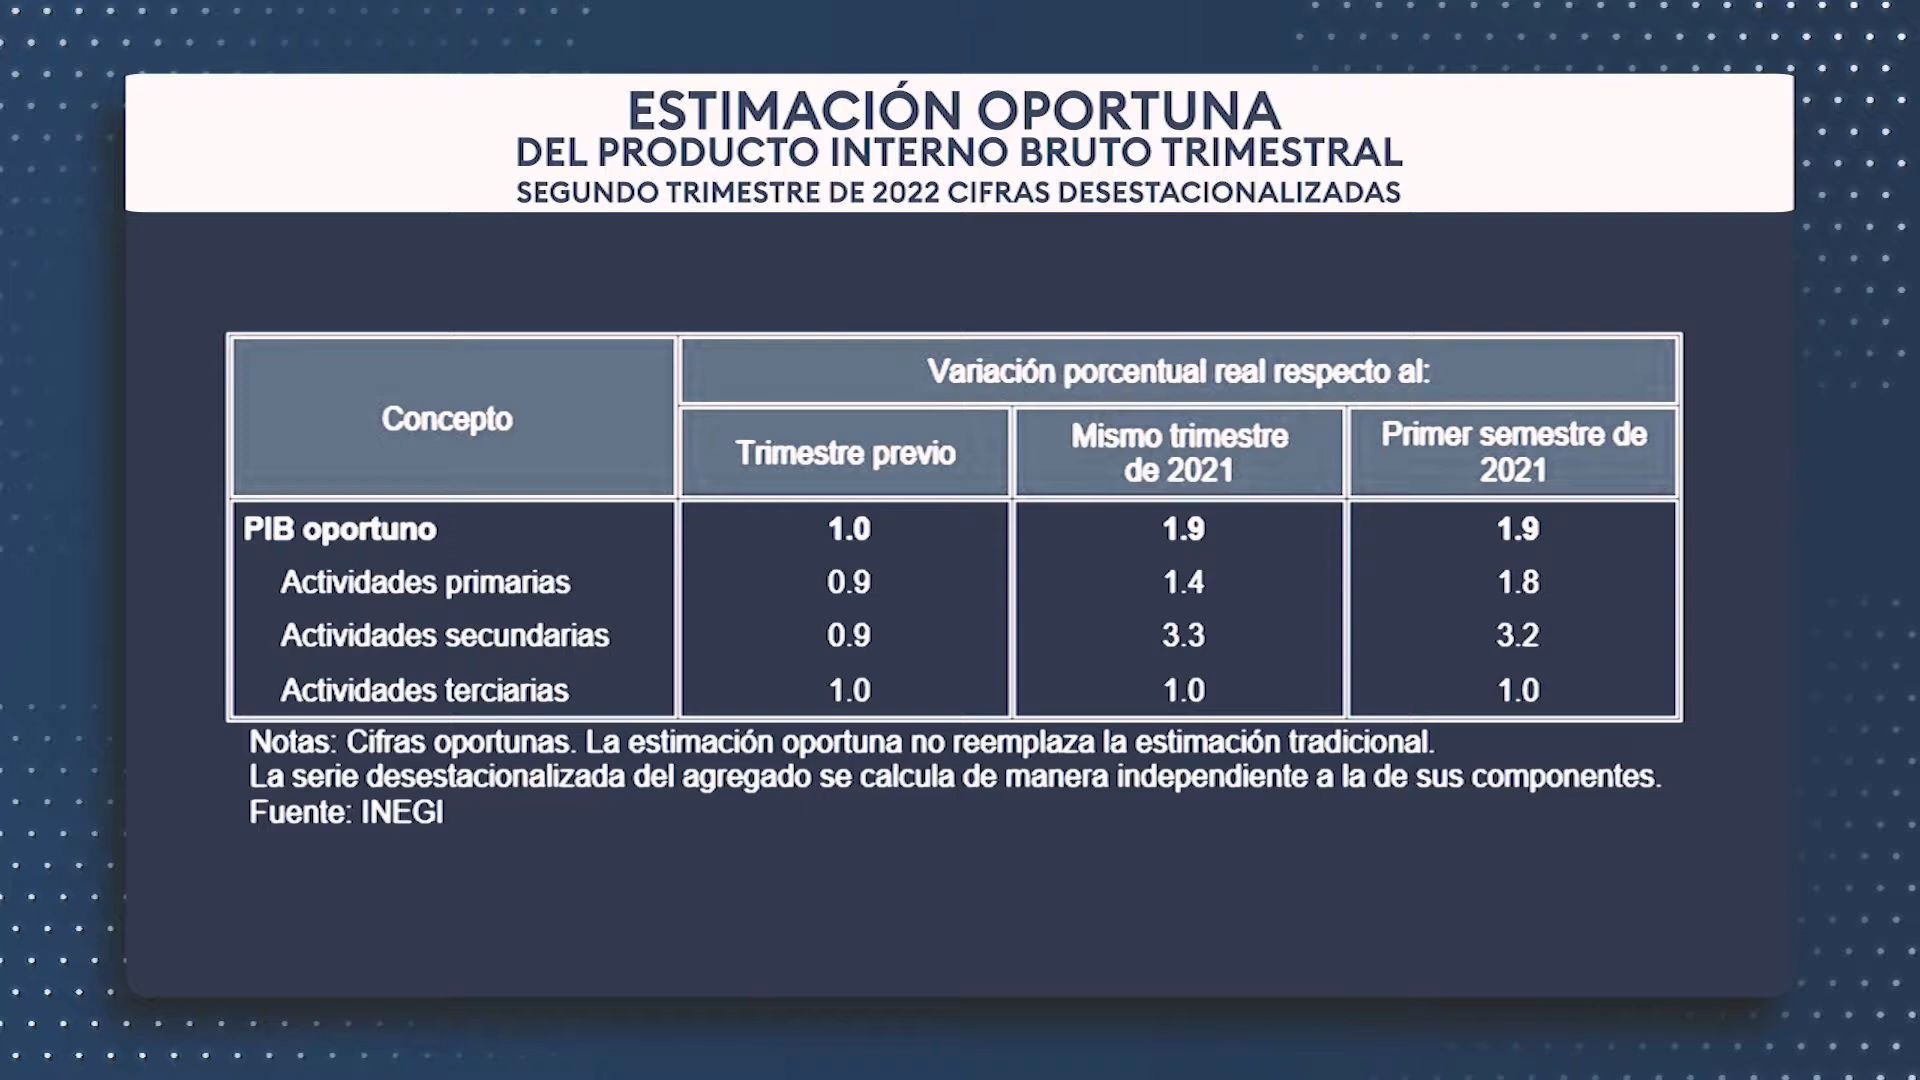 ESTIMACIÓN OPORTUNA
DEL PRODUCTO INTERNO BRUTO TRIMESTRAL
SEGUNDO TRIMESTRE DE 2022 CIFRAS DESESTACIONALIZADAS
Concepto
Variación porcentual real respecto al:
Trimestre previo
Mismo trimestre
de 2021
Primer semestre de
2021
PIB oportuno 1.0 1.9 1.9
Actividades primarias 0.9 1.4 1.8
Actividades secundarias 0.9 3.3 3.2
Actividades terciarias 1.0 1.0 1.0
Notas: Cifras oportunas. La estimación oportuna no reemplaza la estimación tradicional.
La serie desestacionalizada del agregado se calcula de manera independiente a la de sus componentes.
Fuente: INEGI